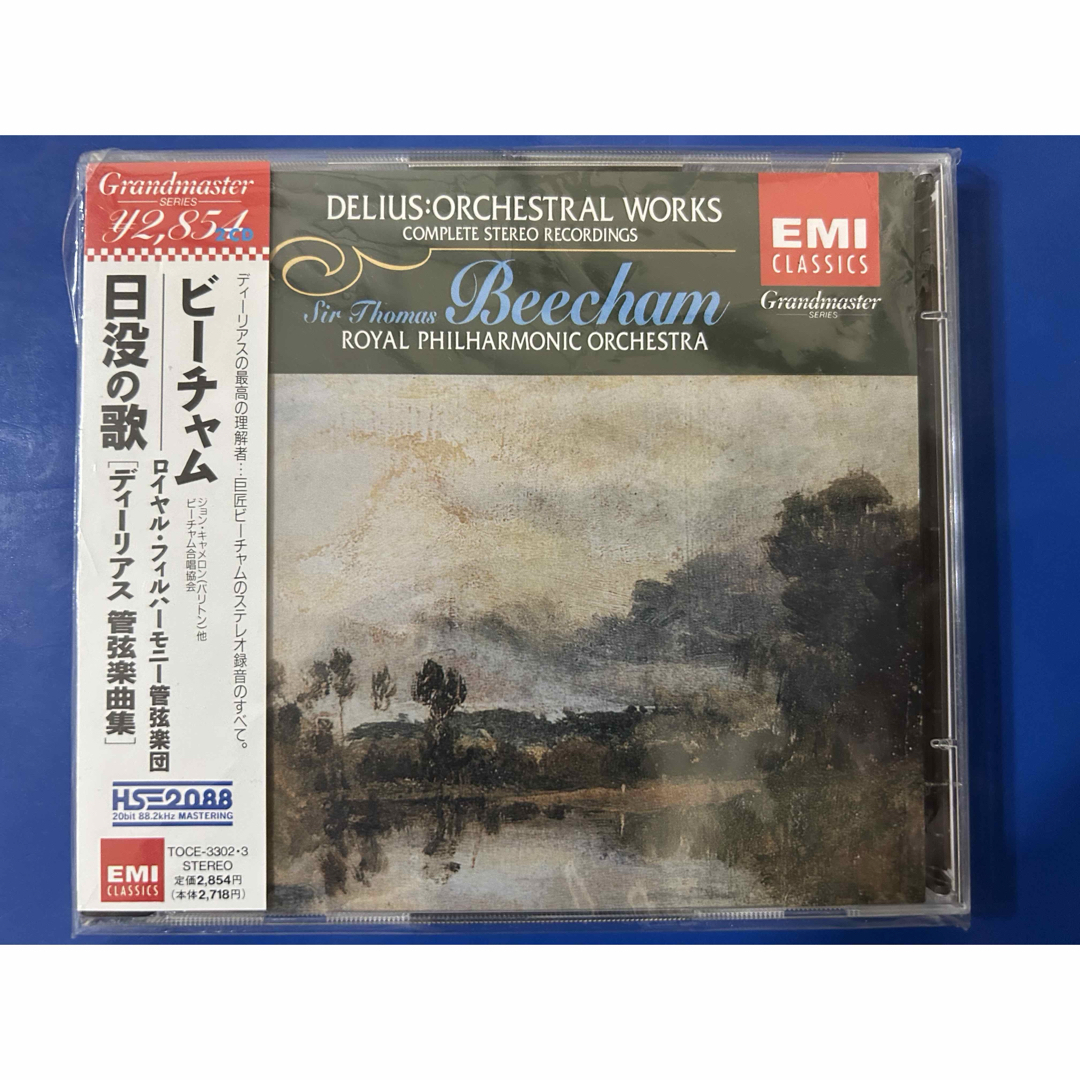 Grandmaster
SERIES
¥2,854
2CD
ディーリアスの最高の理解者…巨匠ビーチャムのステレオ録音のすべて。
ビーチャム
ジョン・キャメロン(バリトン)他
ビーチャム合唱協会
ロイヤル・フィルハーモニー管弦楽団
日没の歌
[ディーリアス 管弦楽曲集]
HS-2088
20bit 88.2kHz MASTERING
EMI
CLASSICS
TOCE-3302・3
STEREO
定価2,854円
(本体2,718円)
DELIUS:ORCHESTRAL WORKS
COMPLETE STEREO RECORDINGS
Sir Thomas Beecham
ROYAL PHILHARMONIC ORCHESTRA
EMI
CLASSICS
Grandmaster
SERIES